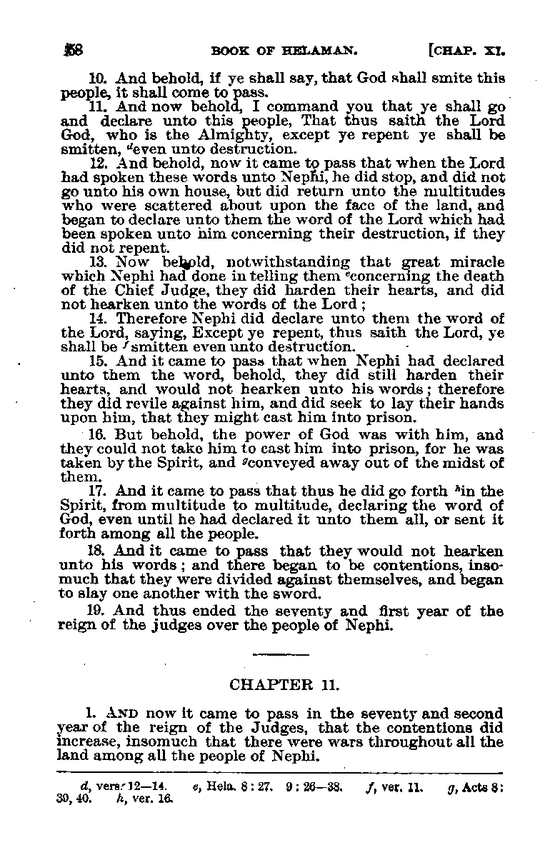 458 BOOK OF HELAMAN. [CHAP. XI.
10. And behold, if ye shall say, that God shall smite this
people, it shall come to pass.
11. And now behold, I command you that ye shall go
and declare unto this people, That thus saith the Lord
God, who is the Almighty, except ye repent ye shall be
smitten, d even unto destruction.
12. And behold, now it came to pass that when the Lord
had spoken these words unto Nephi, he did stop, and did not
go unto his own house, but did return unto the multitudes
who were scattered about upon the face of the land, and
began to declare unto them the word of the Lord which had
been spoken unto him concerning their destruction, if they
did not repent.
13. Now behold, notwithstanding that great miracle
which Nephi had done in telling them e concerning the death
of the Chief Judge, they did harden their hearts, and did
not hearken unto the words of the Lord;
14. Therefore Nephi did declare unto them the word of
the Lord, saying, Except ye repent, thus saith the Lord, ye
shall be f smitten even unto destruction.
15. And it came to pass that when Nephi had declared
unto them the word, behold, they did still harden their
hearts, and would not hearken unto his words; therefore
they did revile against him, and did seek to lay their hands
upon him, that they might cast him into prison.
16. But behold, the power of God was with him, and
they could not take him to cast him into prison, for he was
taken by the Spirit, and g conveyed away out of the midst of
them.
17. And it came to pass that thus he did go forth h in the
Spirit, from multitude to multitude, declaring the word of
God, even until he had declared it unto them all, or sent it
forth among all the people.
18. And it came to pass that they would not hearken
unto his words; and there began to be contentions, inso-
much that they were divided against themselves, and began
to slay one another with the sword.
19. And thus ended the seventy and first year of the
reign of the judges over the people of Nephi.
CHAPTER 11.
1. AND now it came to pass in the seventy and second
year of the reign of the Judges, that the contentions did
increase, insomuch that there were wars throughout all the
land among all the people of Nephi.
d, vers. 12—14. e, Hela. 8: 27. 9: 26—38. f, ver. 11. g, Acts 8:
39, 40. h, ver. 16.